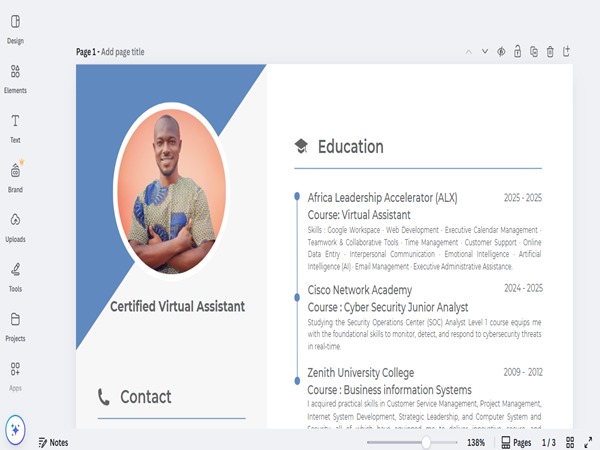 Design
Elements
Text
Brand
Uploads
Tools
Projects
Apps
Page 1 - Add page title
Certified Virtual Assistant
Contact
Education
Africa Leadership Accelerator (ALX) 2025 - 2025
Course: Virtual Assistant
Skills : Google Workspace · Web Development · Executive Calendar Management ·
Teamwork & Collaborative Tools · Time Management · Customer Support · Online
Data Entry · Interpersonal Communication · Emotional Intelligence · Artificial
Intelligence (AI) · Email Management · Executive Administrative Assistance.
Cisco Network Academy 2024 - 2025
Course : Cyber Security Junior Analyst
Studying the Security Operations Center (SOC) Analyst Level 1 course equips me
with the foundational skills to monitor, detect, and respond to cybersecurity threats
in real-time.
Zenith University College 2009 - 2012
Course : Business information Systems
I acquired practical skills in Customer Service Management, Project Management,
Internet System Development, Strategic Leadership, and Computer System and
Notes
138%
Pages
1 / 3